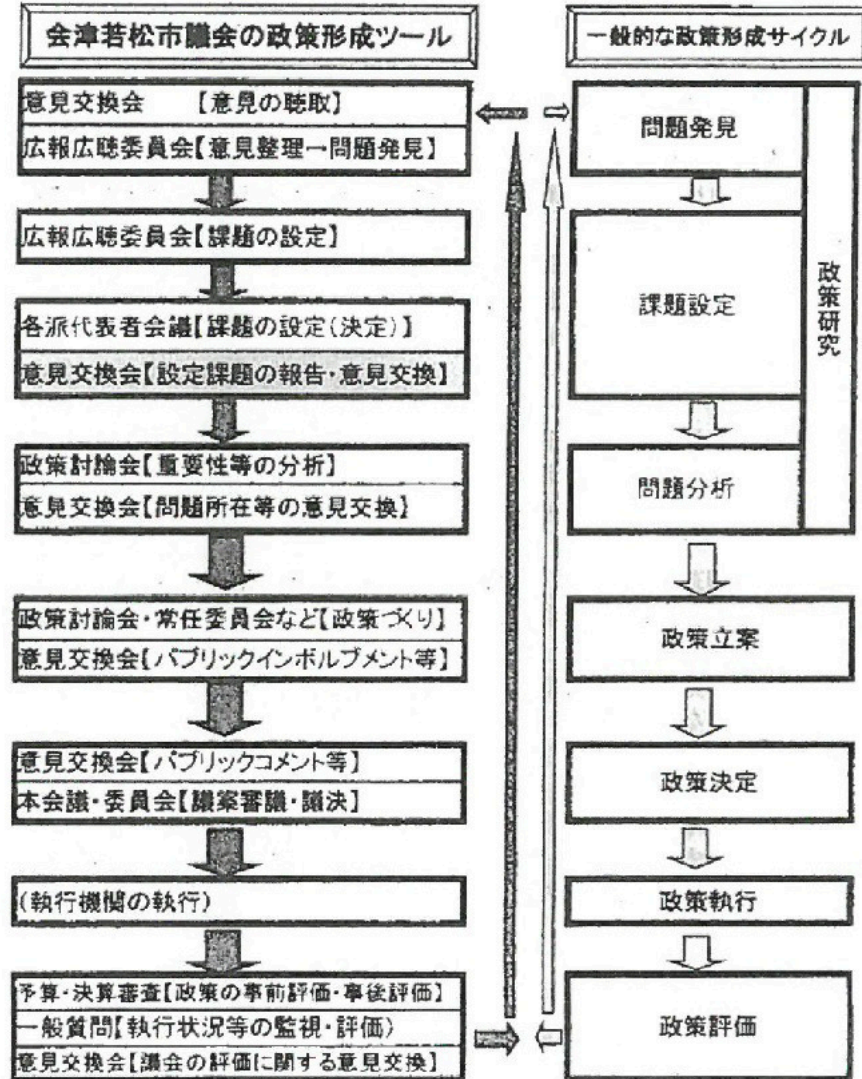 会津若松市議会の政策形成ツール
意見交換会 【意見の聴取】
広報広聴委員会【意見整理→問題発見】
広報広聴委員会【課題の設定】
各派代表者会議【課題の設定(決定)】
意見交換会【設定課題の報告・意見交換】
政策討論会【重要性等の分析】
意見交換会【問題所在等の意見交換】
政策討論会・常任委員会など【政策づくり】
意見交換会【パブリックインボルブメント等】
意見交換会【パブリックコメント等】
本会議・委員会【議案審議・議決】
(執行機関の執行)
予算・決算審査【政策の事前評価・事後評価】
一般質問【執行状況等の監視・評価)
意見交換会【議会の評価に関する意見交換】
一般的な政策形成サイクル
問題発見
課題設定
問題分析
政策研究
政策立案
政策決定
政策執行
政策評価